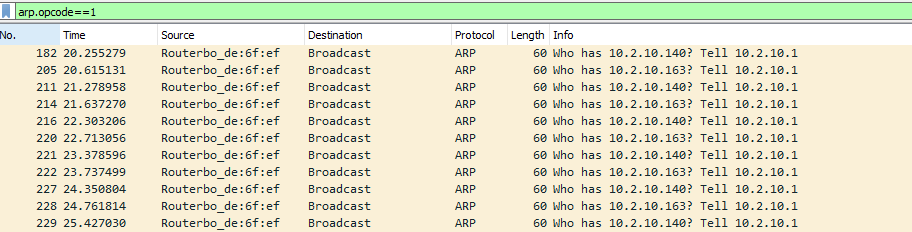 arp.opcode==1
No. Time Source Destination Protocol Length Info
182 20.255279 Routerbo_de:6f:ef Broadcast ARP 60 Who has 10.2.10.140? Tell 10.2.10.1
205 20.615131 Routerbo_de:6f:ef Broadcast ARP 60 Who has 10.2.10.163? Tell 10.2.10.1
211 21.278958 Routerbo_de:6f:ef Broadcast ARP 60 Who has 10.2.10.140? Tell 10.2.10.1
214 21.637270 Routerbo_de:6f:ef Broadcast ARP 60 Who has 10.2.10.163? Tell 10.2.10.1
216 22.303206 Routerbo_de:6f:ef Broadcast ARP 60 Who has 10.2.10.140? Tell 10.2.10.1
220 22.713056 Routerbo_de:6f:ef Broadcast ARP 60 Who has 10.2.10.163? Tell 10.2.10.1
221 23.378596 Routerbo_de:6f:ef Broadcast ARP 60 Who has 10.2.10.140? Tell 10.2.10.1
222 23.737499 Routerbo_de:6f:ef Broadcast ARP 60 Who has 10.2.10.163? Tell 10.2.10.1
227 24.350804 Routerbo_de:6f:ef Broadcast ARP 60 Who has 10.2.10.140? Tell 10.2.10.1
228 24.761814 Routerbo_de:6f:ef Broadcast ARP 60 Who has 10.2.10.163? Tell 10.2.10.1
229 25.427030 Routerbo_de:6f:ef Broadcast ARP 60 Who has 10.2.10.140? Tell 10.2.10.1